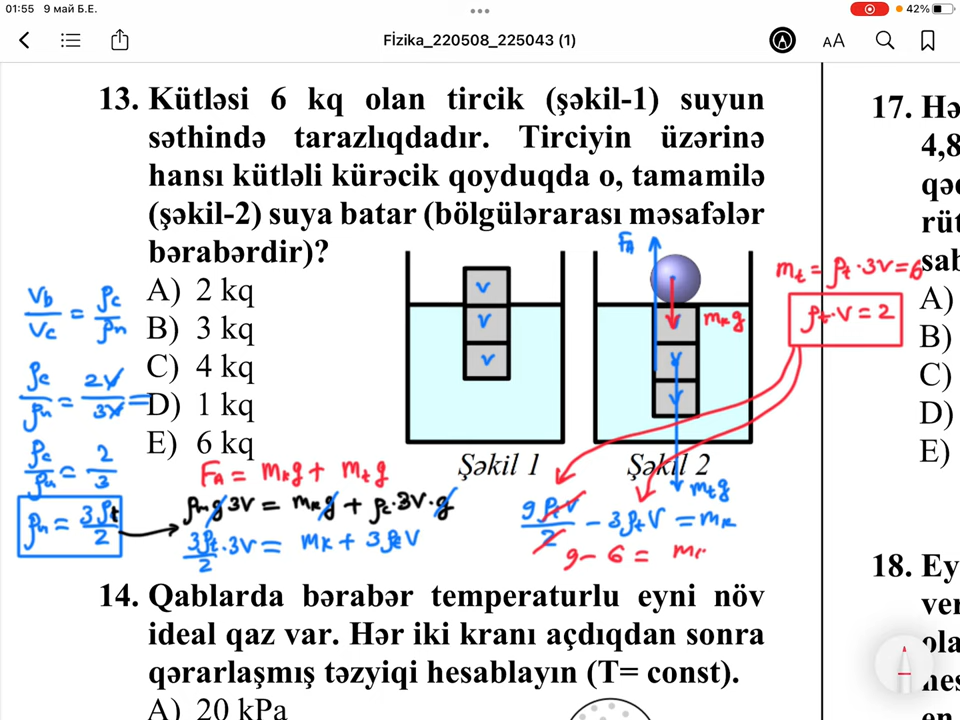 01:55 9 май Б.Е.
42%
Fizika_220508_225043 (1)
AA
13. Kütləsi 6 kq olan tircik (şəkil-1) suyun
səthində tarazlıqdadır. Tirciyin üzərinə
hansı kütləli kürəcik qoyduqda o, tamamilə
(şəkil-2) suya batar (bölgülərarası məsafələr
bərabərdir)?
A) 2 kq
B) 3 kq
C) 4 kq
D) 1 kq
E) 6 kq
Vb/Vc = ρc/ρn
ρc/ρn = 2V/3V =
ρc/ρn = 2/3
ρn = 3ρt/2
V
V
V
Şəkil 1
FA
mkg
V
V
V
mtg
Şəkil 2
mt = ρt · 3V = 6
ρt · V = 2
FA = mkg + mtg
ρng3V = mkg + ρt · 3V · g
3ρt/2 · 3V = mk + 3ρtV
9ρtV/2 - 3ρtV = mk
9 - 6 = m
14. Qablarda bərabər temperaturlu eyni növ
ideal qaz var. Hər iki kranı açdıqdan sonra
qərarlaşmış təzyiqi hesablayın (T= const).
A) 20 kPa
17. Hə
4,8
qəd
rüt
sab
A)
B)
C)
D)
E)
18. Ey
ver
ola
hes
en